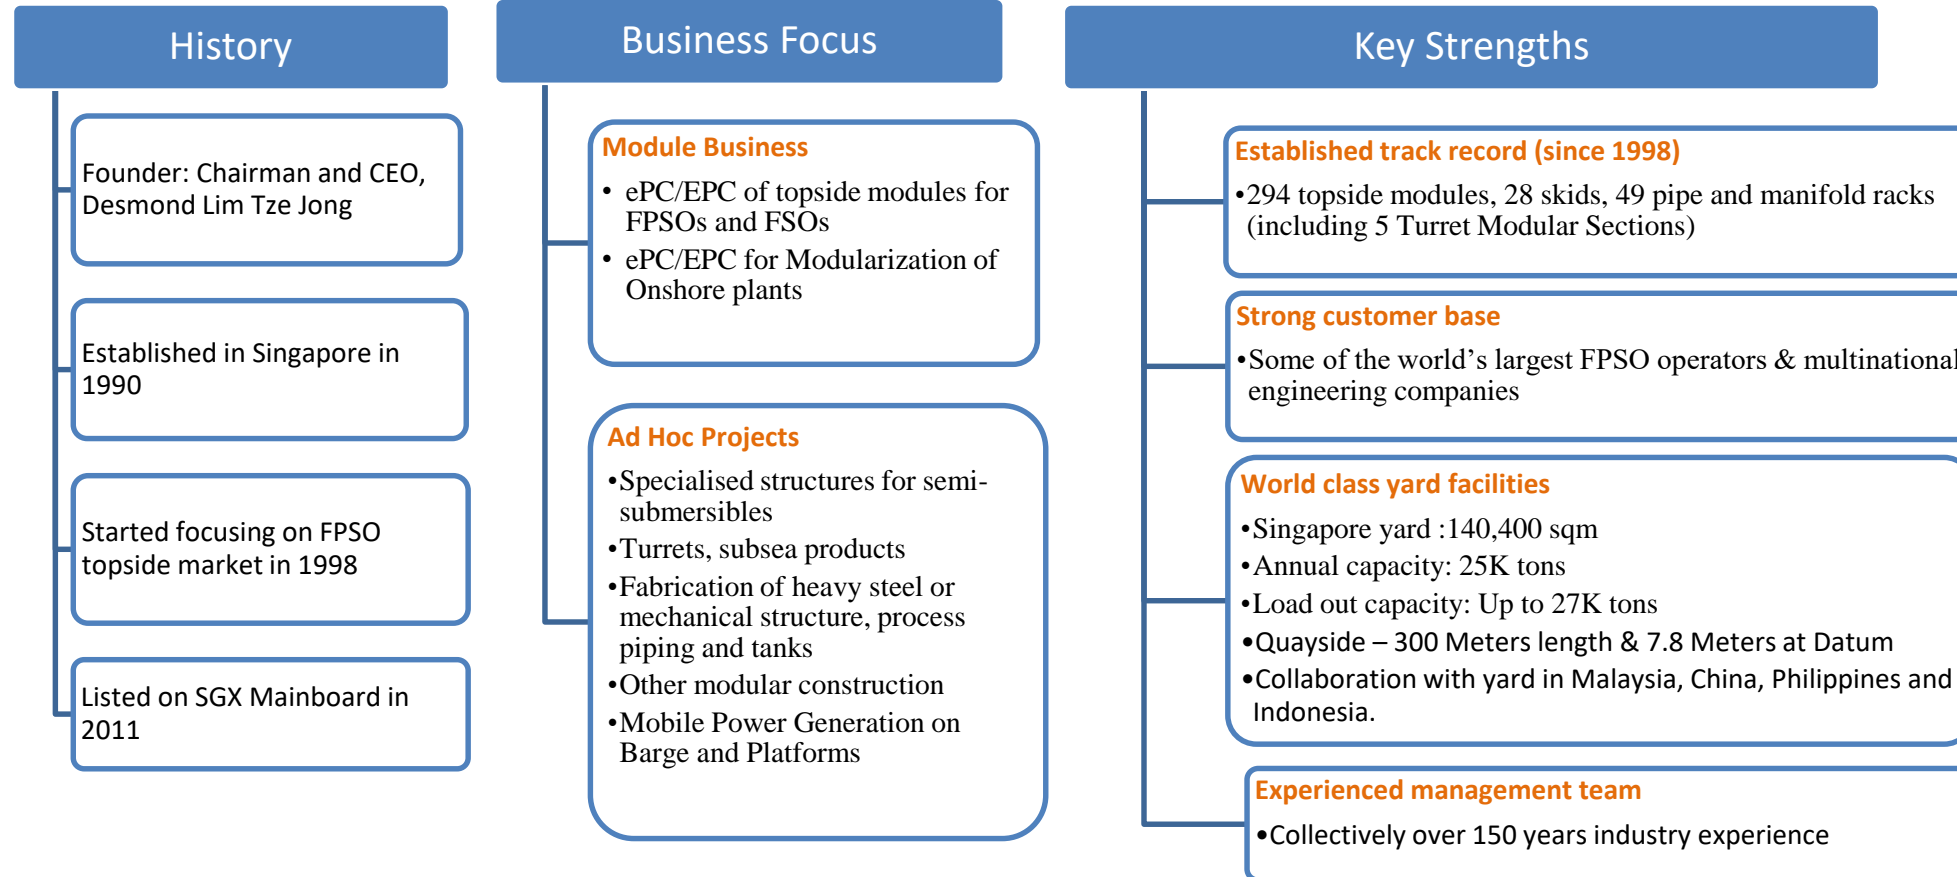 History
Founder: Chairman and CEO,
Desmond Lim Tze Jong
Established in Singapore in
1990
Started focusing on FPSO
topside market in 1998
Listed on SGX Mainboard in
2011
Business Focus
Module Business
• ePC/EPC of topside modules for
FPSOs and FSOs
• ePC/EPC for Modularization of
Onshore plants
Ad Hoc Projects
•Specialised structures for semi-
submersibles
•Turrets, subsea products
•Fabrication of heavy steel or
mechanical structure, process
piping and tanks
•Other modular construction
•Mobile Power Generation on
Barge and Platforms
Key Strengths
Established track record (since 1998)
•294 topside modules, 28 skids, 49 pipe and manifold racks
(including 5 Turret Modular Sections)
Strong customer base
•Some of the world’s largest FPSO operators & multinational
engineering companies
World class yard facilities
•Singapore yard :140,400 sqm
•Annual capacity: 25K tons
•Load out capacity: Up to 27K tons
•Quayside – 300 Meters length & 7.8 Meters at Datum
•Collaboration with yard in Malaysia, China, Philippines and
Indonesia.
Experienced management team
•Collectively over 150 years industry experience